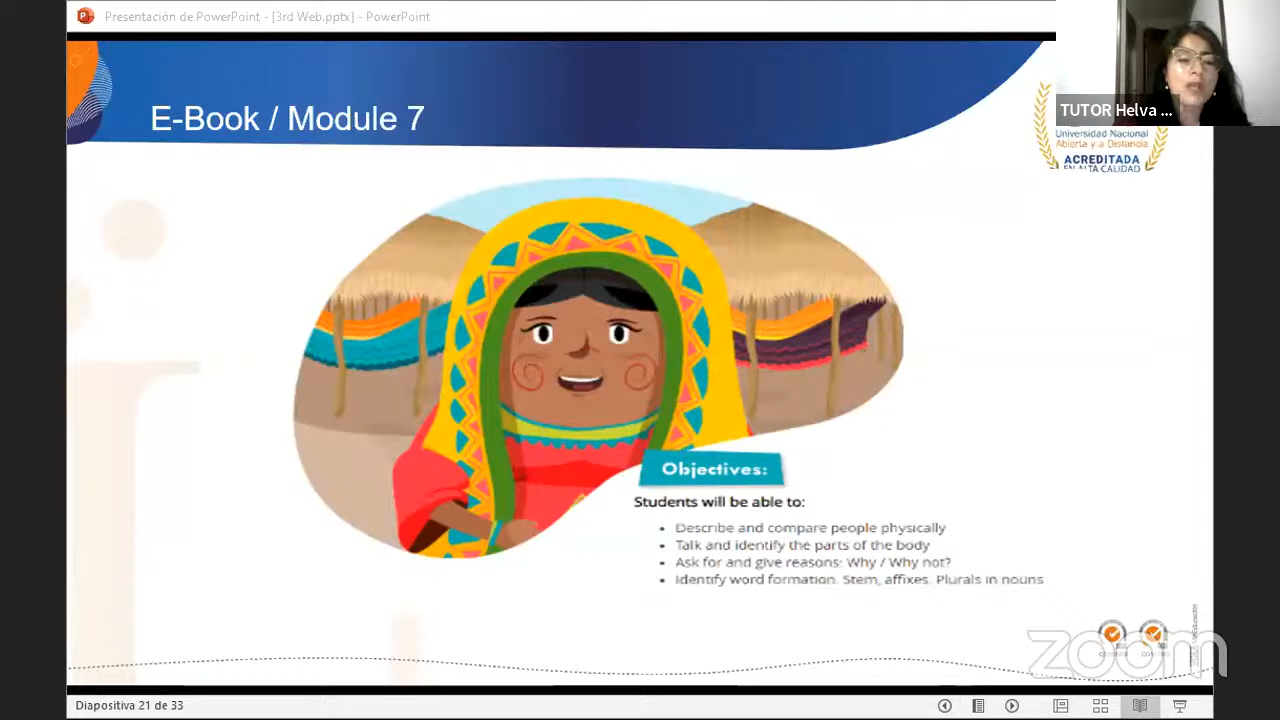 Presentación de PowerPoint - [3rd Web.pptx] - PowerPoint
E-Book / Module 7
TUTOR Helva ...
Universidad Nacional
Abierta y a Distancia
ACREDITADA
EN ALTA CALIDAD
Objectives:
Students will be able to:
• Describe and compare people physically
• Talk and identify the parts of the body
• Ask for and give reasons: Why / Why not?
• Identify word formation. Stem, affixes. Plurals in nouns
zoom
Diapositiva 21 de 33